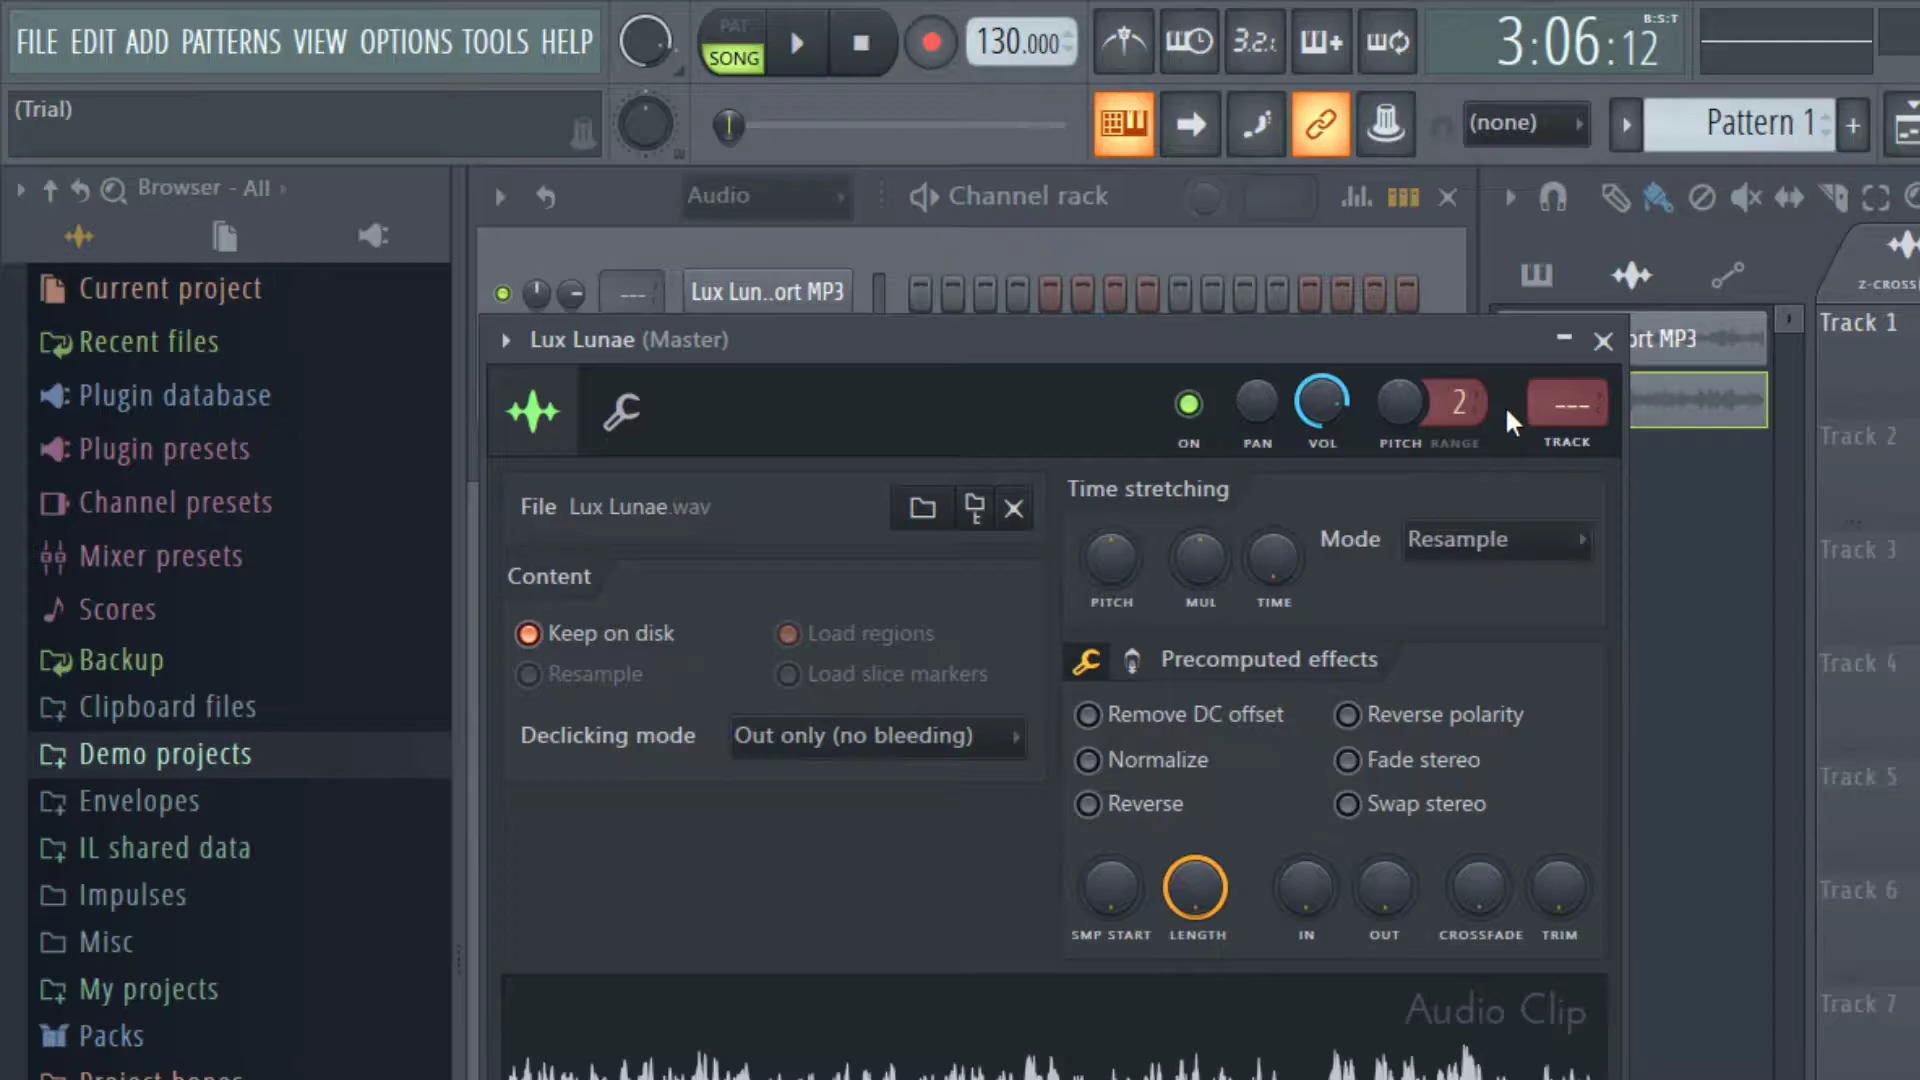 FILE EDIT ADD PATTERNS VIEW OPTIONS TOOLS HELP
PAT
SONG
130.000
3:06:12
B:S:T
(Trial)
(none)
Pattern 1
Browser - All
Audio
Channel rack
Current project
Recent files
Plugin database
Plugin presets
Channel presets
Mixer presets
Scores
Backup
Clipboard files
Demo projects
Envelopes
IL shared data
Impulses
Misc
My projects
Packs
Project bones
---
Lux Lun..ort MP3
Lux Lunae (Master)
ON
PAN
VOL
PITCH
RANGE
2
---
TRACK
File Lux Lunae.wav
Content
Keep on disk
Load regions
Resample
Load slice markers
Declicking mode
Out only (no bleeding)
Time stretching
PITCH
MUL
TIME
Mode
Resample
Precomputed effects
Remove DC offset
Reverse polarity
Normalize
Fade stereo
Reverse
Swap stereo
SMP START
LENGTH
IN
OUT
CROSSFADE
TRIM
Audio Clip
ort MP3
Z-CROSS
Track 1
Track 2
Track 3
Track 4
Track 5
Track 6
Track 7